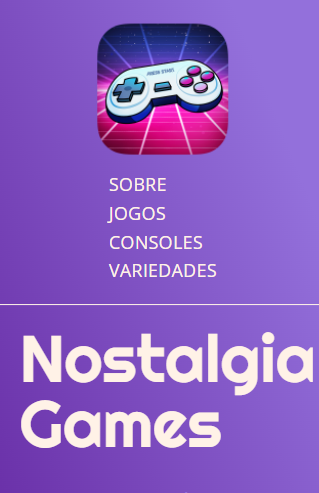 SOBRE
JOGOS
CONSOLES
VARIEDADES
Nostalgia
Games